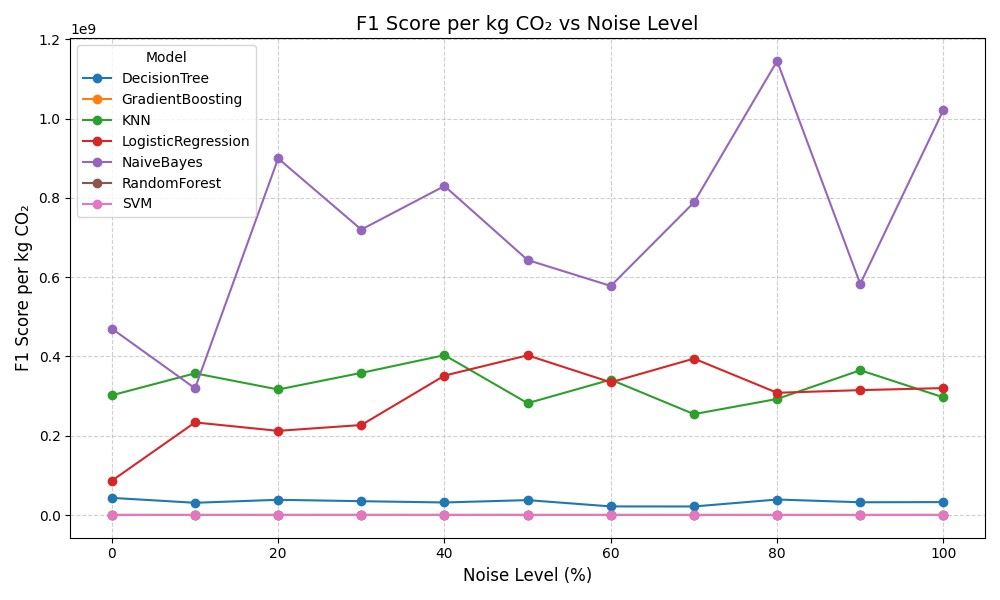 F1 Score per kg CO₂ vs Noise Level
1e9
1.2
1.0
0.8
0.6
0.4
0.2
0.0
F1 Score per kg CO₂
Model
DecisionTree
GradientBoosting
KNN
LogisticRegression
NaiveBayes
RandomForest
SVM
0 20 40 60 80 100
Noise Level (%)